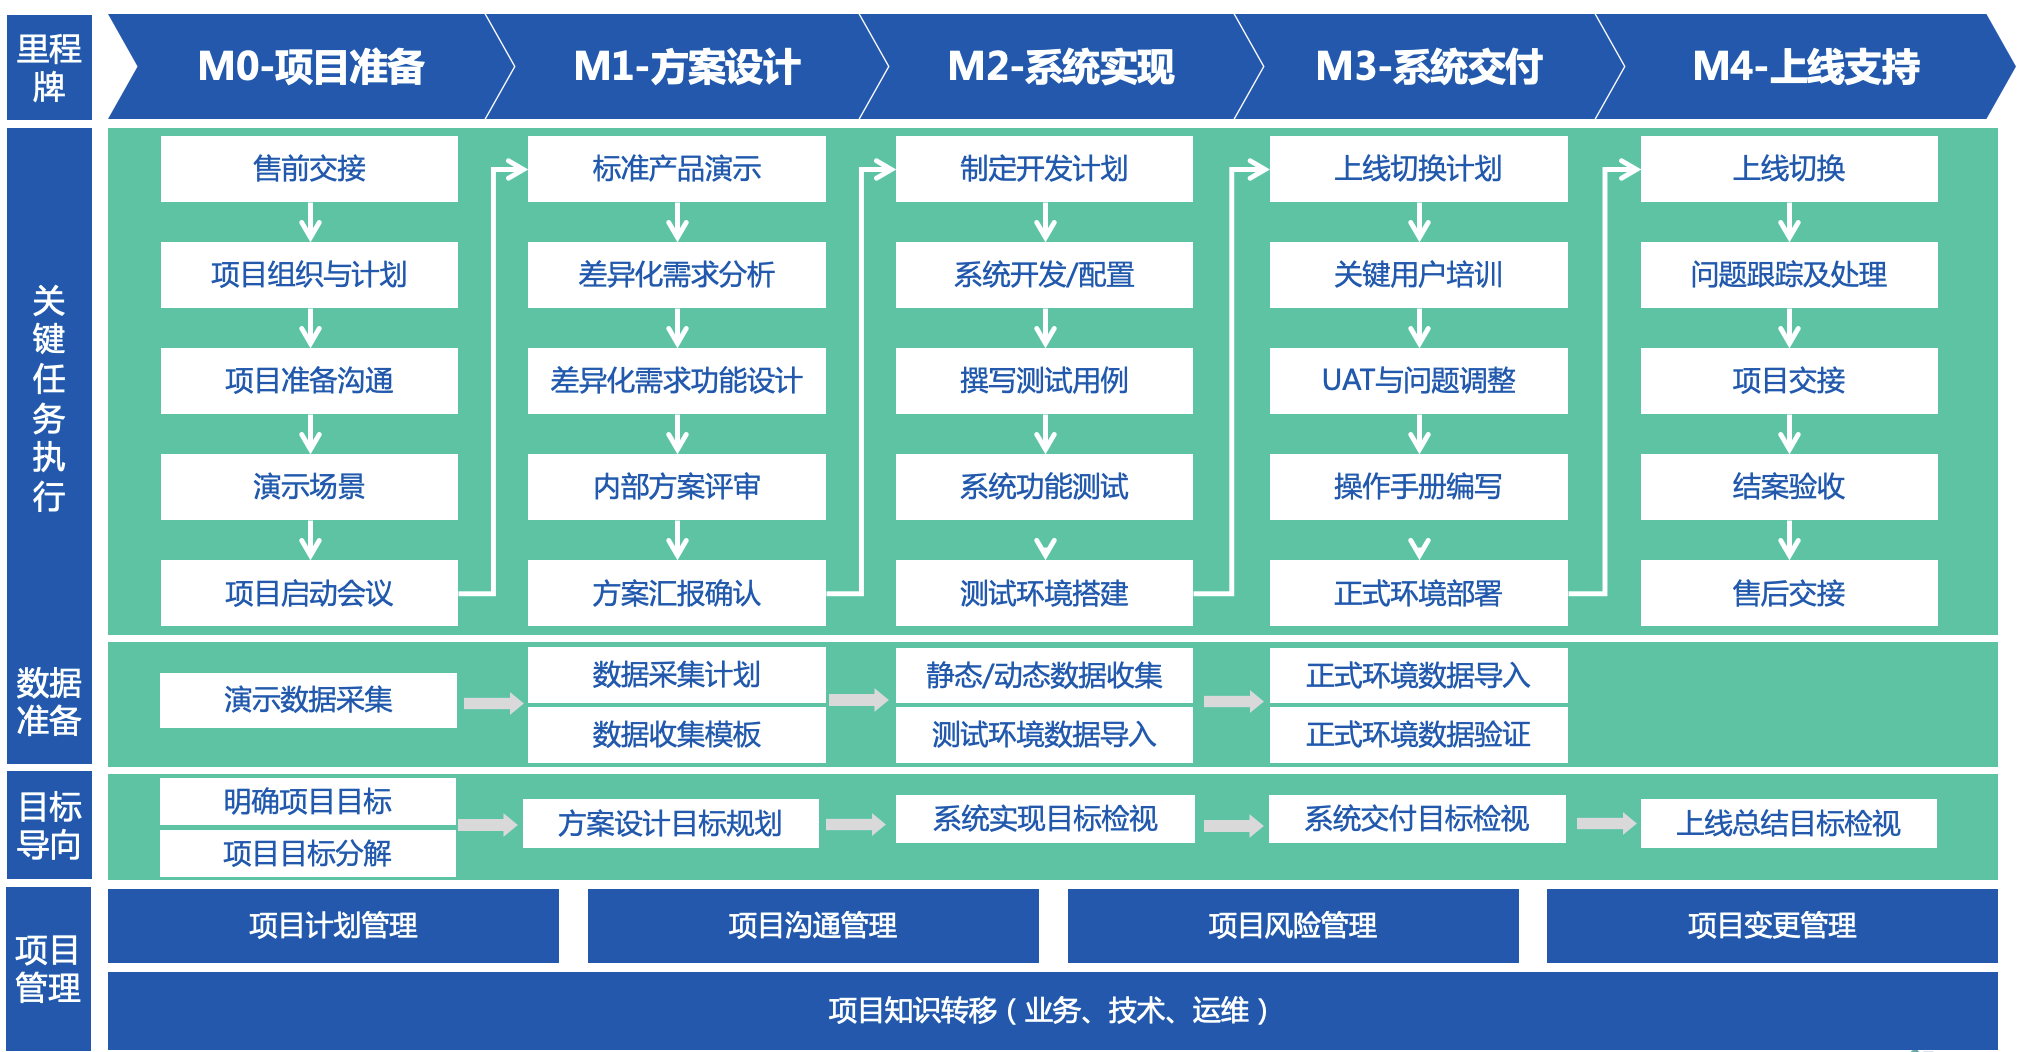 里程
牌
M0-项目准备
M1-方案设计
M2-系统实现
M3-系统交付
M4-上线支持
关
键
任
务
执
行
售前交接
标准产品演示
制定开发计划
上线切换计划
上线切换
项目组织与计划
差异化需求分析
系统开发/配置
关键用户培训
问题跟踪及处理
项目准备沟通
差异化需求功能设计
撰写测试用例
UAT与问题调整
项目交接
演示场景
内部方案评审
系统功能测试
操作手册编写
结案验收
项目启动会议
方案汇报确认
测试环境搭建
正式环境部署
售后交接
数据
准备
演示数据采集
数据采集计划
数据收集模板
静态/动态数据收集
测试环境数据导入
正式环境数据导入
正式环境数据验证
目标
导向
明确项目目标
项目目标分解
方案设计目标规划
系统实现目标检视
系统交付目标检视
上线总结目标检视
项目
管理
项目计划管理
项目沟通管理
项目风险管理
项目变更管理
项目知识转移（业务、技术、运维）